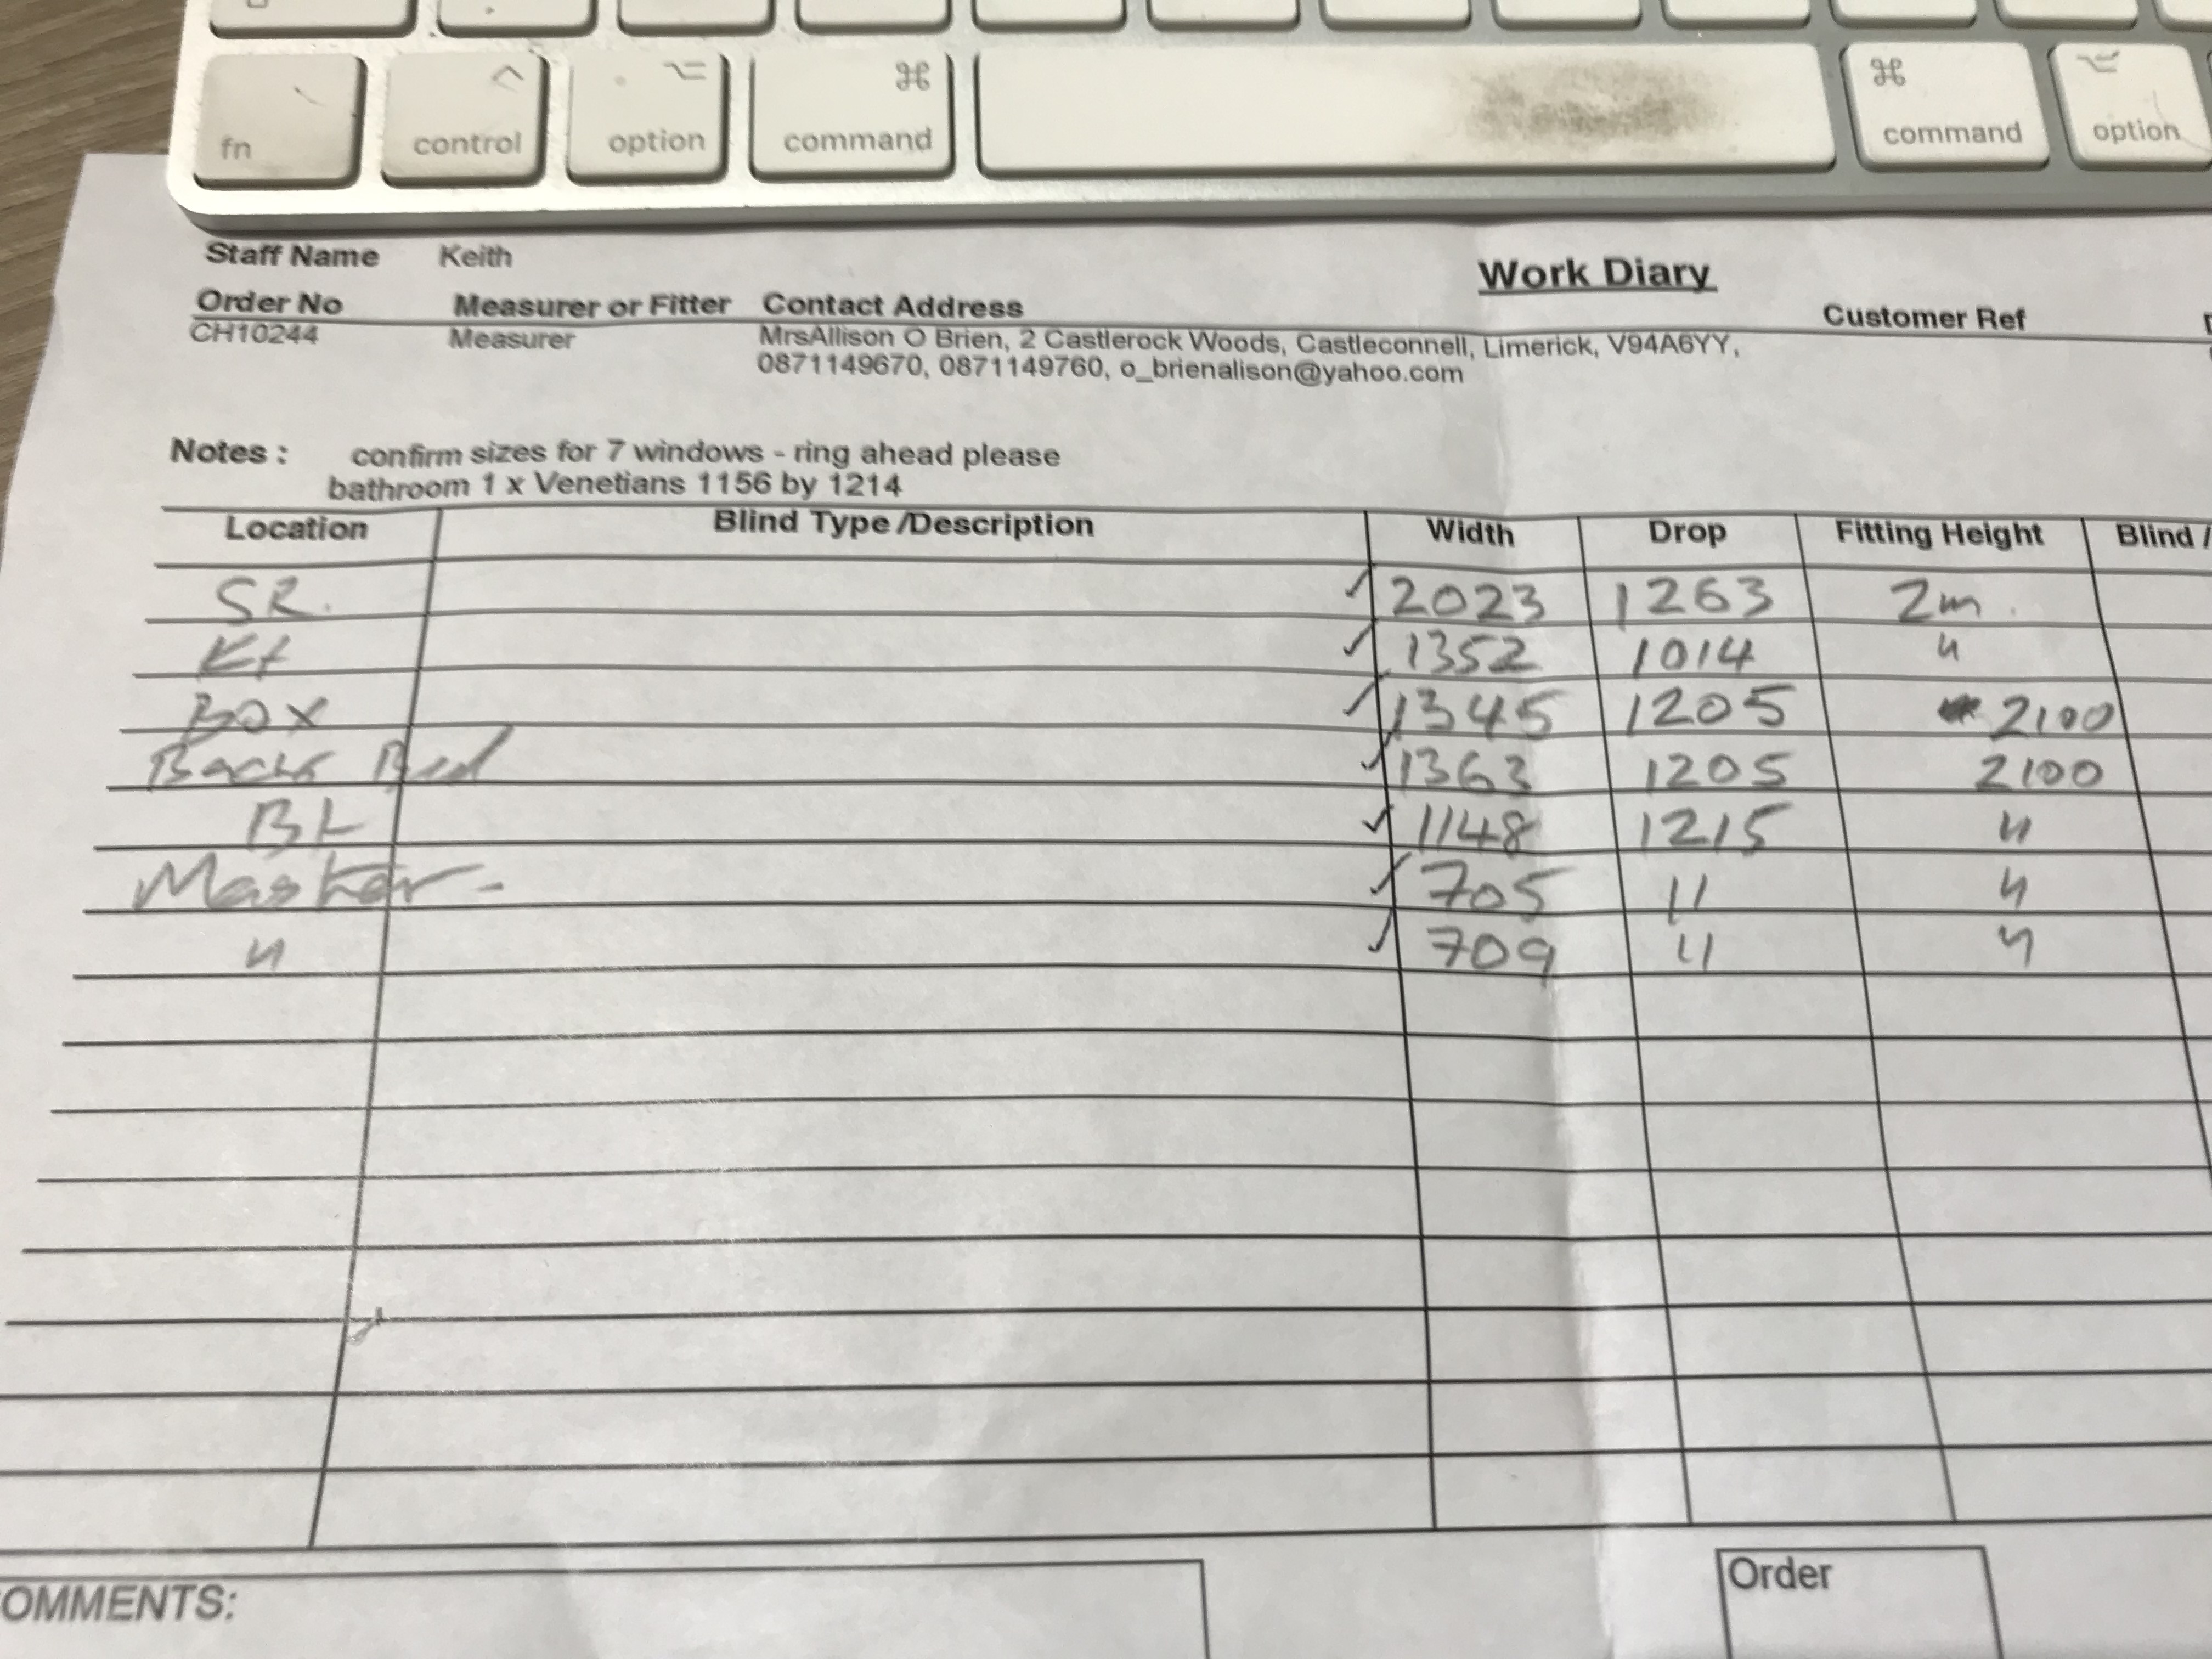 fn control option command command option
Staff Name Keith
Work Diary
Order No Measurer or Fitter Contact Address Customer Ref
CH10244 Measurer MrsAllison O Brien, 2 Castlerock Woods, Castleconnell, Limerick, V94A6YY,
0871149670, 0871149760, o_brienalison@yahoo.com
Notes : confirm sizes for 7 windows - ring ahead please
bathroom 1 x Venetians 1156 by 1214
Location Blind Type /Description Width Drop Fitting Height Blind /
SR. ✓ 2023 1263 2m.
Kt ✓ 1352 1014 "
BOX ✓ 1345 1205 2100
Back Bed ✓ 1363 1205 2100
✓ 1148 1215 "
Master - ✓ 705 " "
" ✓ 709 " "
OMMENTS:
Order